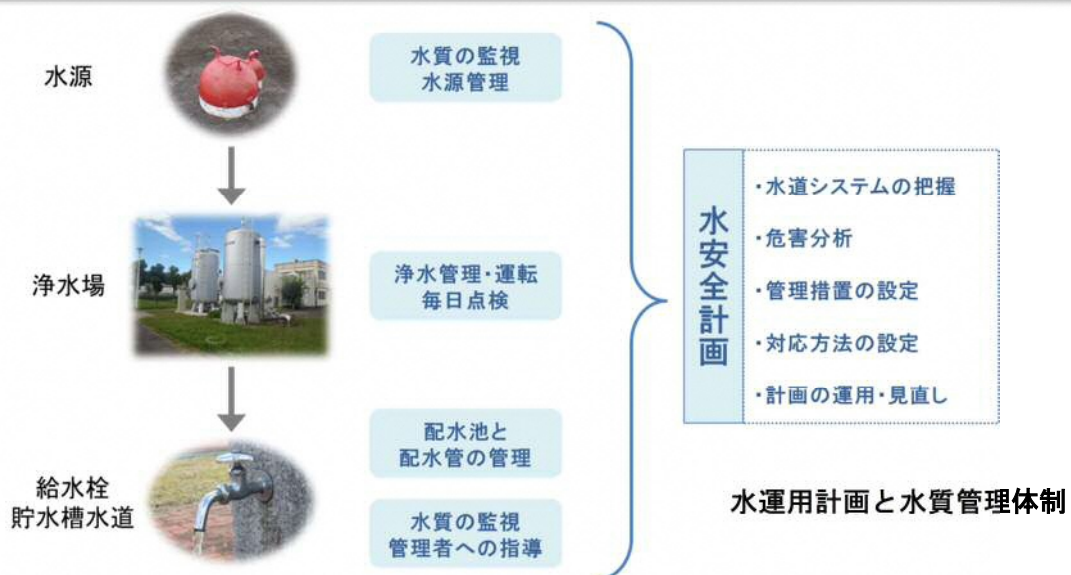 水源
水質の監視
水源管理
浄水場
浄水管理・運転
毎日点検
給水栓
貯水槽水道
配水池と
配水管の管理
水質の監視
管理者への指導
水安全計画
・水道システムの把握
・危害分析
・管理措置の設定
・対応方法の設定
・計画の運用・見直し
水運用計画と水質管理体制